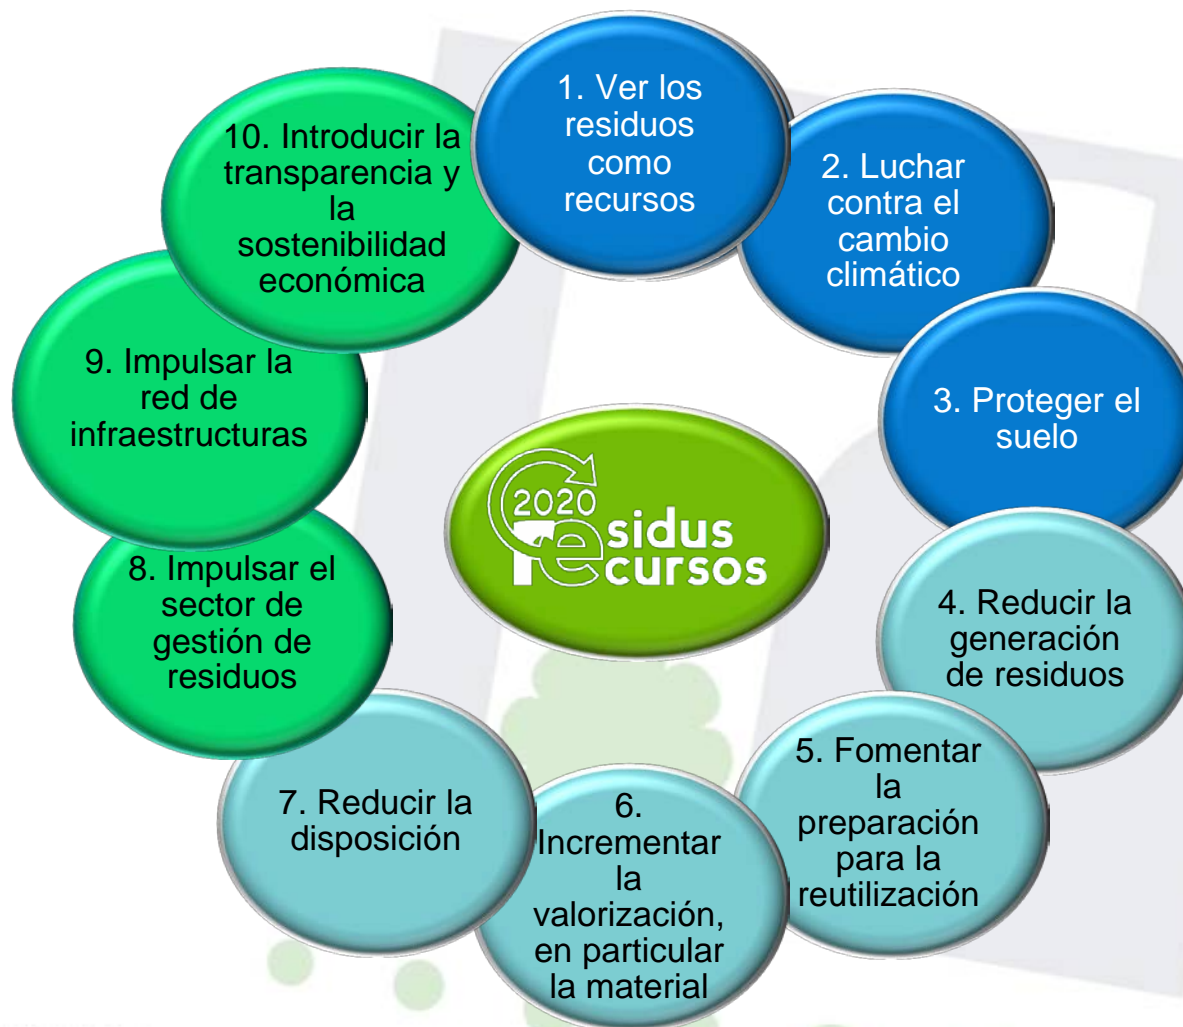 1. Ver los
residuos
como
recursos
2. Luchar
contra el
cambio
climático
3. Proteger el
suelo
4. Reducir la
generación
de residuos
5. Fomentar
la
preparación
para la
reutilización
6.
Incrementar
la
valorización,
en particular
la material
7. Reducir la
disposición
8. Impulsar el
sector de
gestión de
residuos
9. Impulsar la
red de
infraestructuras
10. Introducir la
transparencia y
la
sostenibilidad
económica
2020
residus
recursos